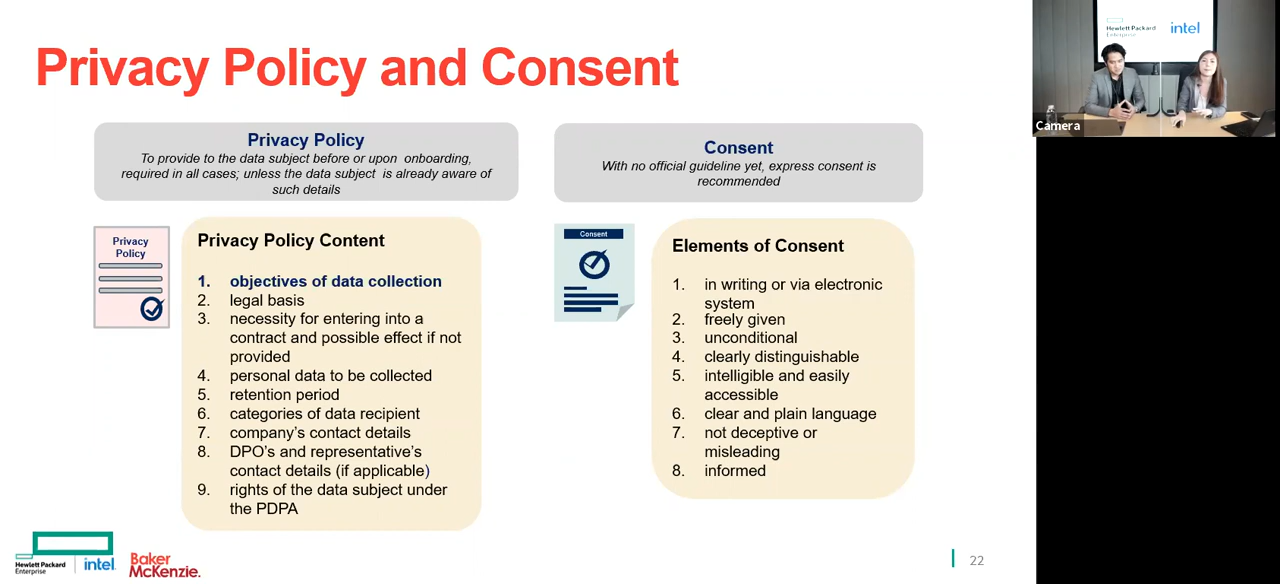 Privacy Policy and Consent
Privacy Policy
To provide to the data subject before or upon onboarding,
required in all cases; unless the data subject is already aware of
such details
Consent
With no official guideline yet, express consent is
recommended
Privacy
Policy
Privacy Policy Content
1. objectives of data collection
2. legal basis
3. necessity for entering into a
contract and possible effect if not
provided
4. personal data to be collected
5. retention period
6. categories of data recipient
7. company's contact details
8. DPO's and representative's
contact details (if applicable)
9. rights of the data subject under
the PDPA
Consent
Elements of Consent
1. in writing or via electronic
system
2. freely given
3. unconditional
4. clearly distinguishable
5. intelligible and easily
accessible
6. clear and plain language
7. not deceptive or
misleading
8. informed
Hewlett Packard
Enterprise
intel
Camera
Hewlett Packard
Enterprise
intel
Baker
McKenzie.
22